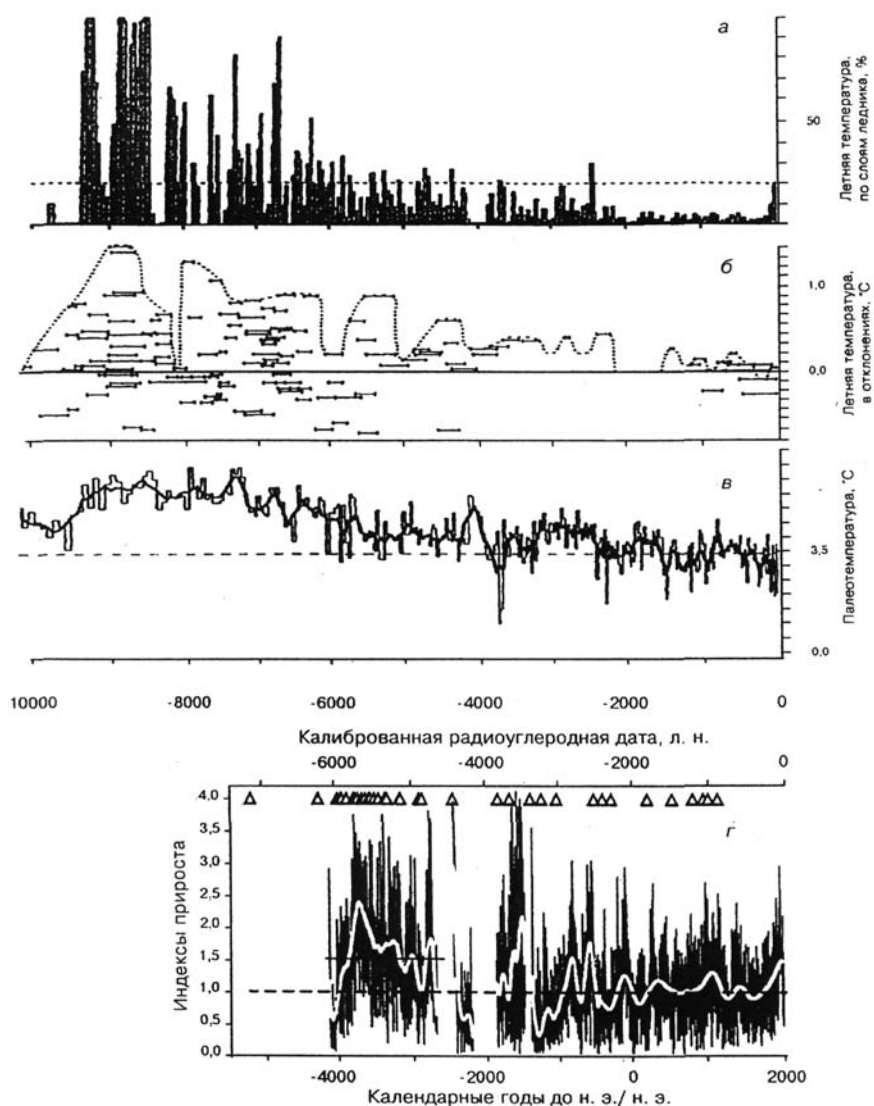 а
50
Летняя температура.
по слоям ледника, %
б
1,0
0,0
Летняя температура
в отклонениях, °C
в
3,5
0,0
Палеотемпература, °C
10000 -8000 -6000 -4000 -2000 0
Калиброванная радиоуглеродная дата, л. н.
-6000 -4000 -2000 0
г
4,0
3,5
3,0
2,5
2,0
1,5
1,0
0,5
0,0
Индексы прироста
-4000 -2000 0 2000
Календарные годы до н. э./ н. э.